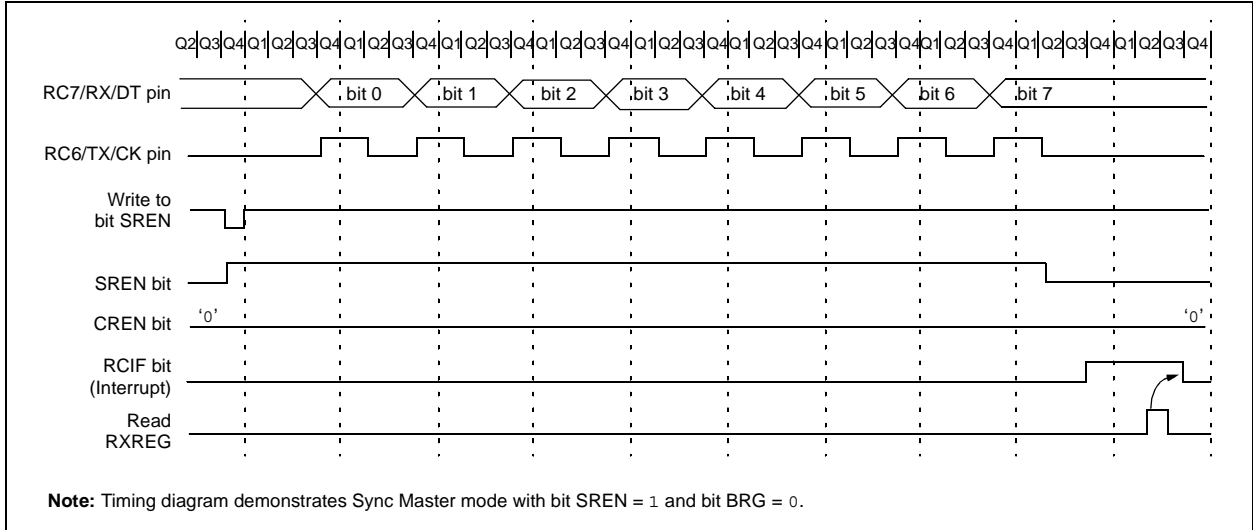 Q2 Q3 Q4 Q1 Q2 Q3 Q4 Q1 Q2 Q3 Q4 Q1 Q2 Q3 Q4 Q1 Q2 Q3 Q4 Q1 Q2 Q3 Q4 Q1 Q2 Q3 Q4 Q1 Q2 Q3 Q4 Q1 Q2 Q3 Q4 Q1 Q2 Q3 Q4 Q1 Q2 Q3 Q4
RC7/RX/DT pin bit 0 bit 1 bit 2 bit 3 bit 4 bit 5 bit 6 bit 7
RC6/TX/CK pin
Write to
bit SREN
SREN bit
CREN bit ‘0’ ‘0’
RCIF bit
(Interrupt)
Read
RXREG
Note: Timing diagram demonstrates Sync Master mode with bit SREN = 1 and bit BRG = 0.